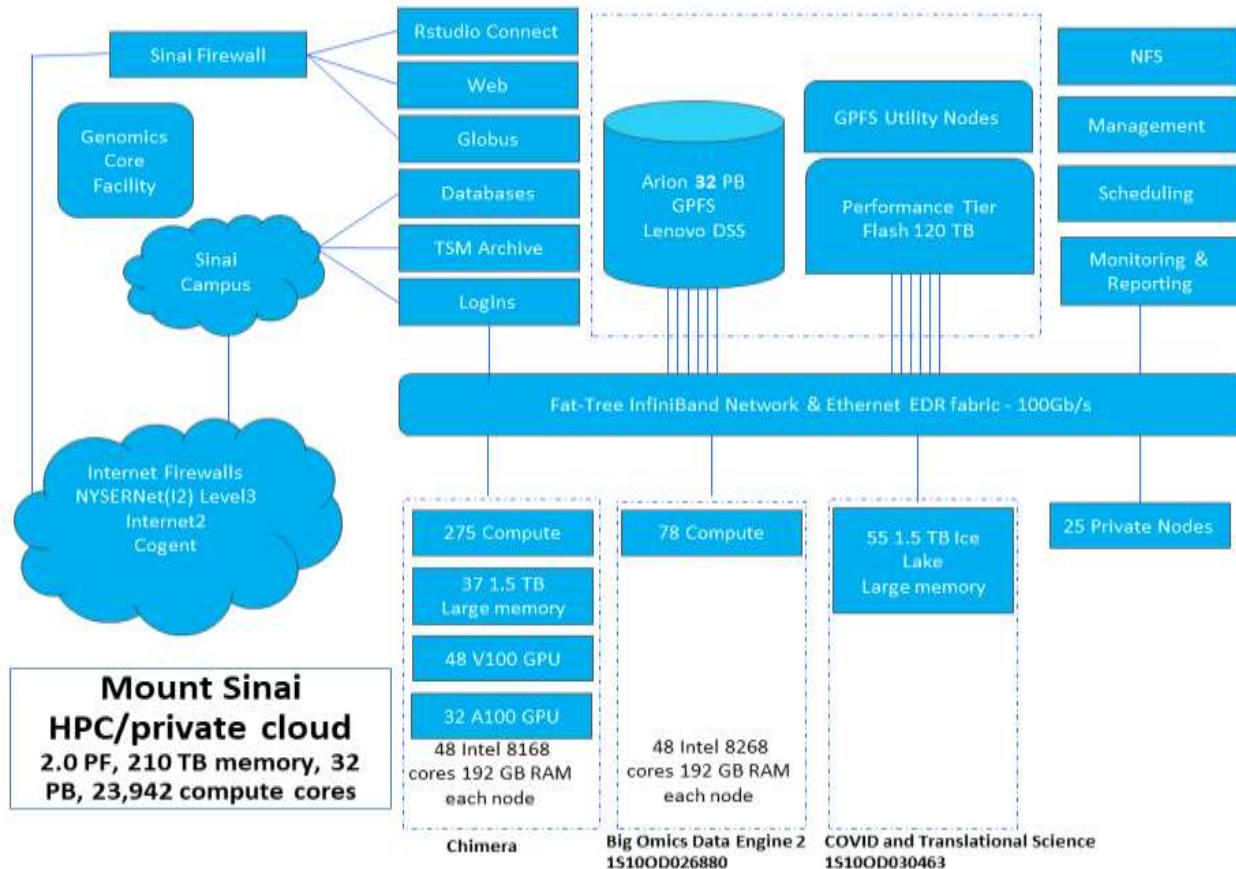 Sinai Firewall
Genomics
Core
Facility
Sinai
Campus
Internet Firewalls
NYSERNet(I2) Level3
Internet2
Cogent
Rstudio Connect
Web
Globus
Databases
TSM Archive
LogIns
Arion 32 PB
GPFS
Lenovo DSS
GPFS Utility Nodes
Performance Tier
Flash 120 TB
NFS
Management
Scheduling
Monitoring &
Reporting
Fat-Tree InfiniBand Network & Ethernet EDR fabric - 100Gb/s
275 Compute
37 1.5 TB
Large memory
48 V100 GPU
32 A100 GPU
48 Intel 8168
cores 192 GB RAM
each node
Chimera
78 Compute
48 Intel 8268
cores 192 GB RAM
each node
Big Omics Data Engine 2
1S10OD026880
55 1.5 TB Ice
Lake
Large memory
COVID and Translational Science
1S10OD030463
25 Private Nodes
Mount Sinai
HPC/private cloud
2.0 PF, 210 TB memory, 32
PB, 23,942 compute cores